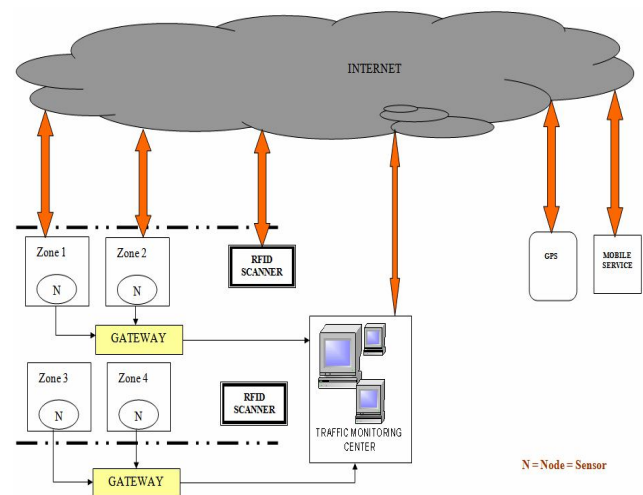 INTERNET
Zone 1
Zone 2
N
N
RFID
SCANNER
GPS
MOBILE
SERVICE
GATEWAY
Zone 3
Zone 4
N
N
RFID
SCANNER
TRAFFIC MONITORING
CENTER
GATEWAY
N = Node = Sensor